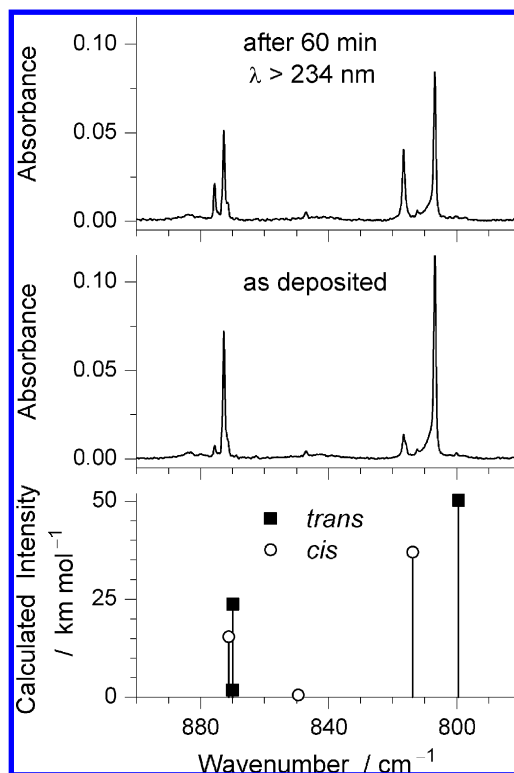 after 60 min
λ > 234 nm
Absorbance
0.10
0.05
0.00
as deposited
Absorbance
0.10
0.05
0.00
trans
cis
Calculated Intensity
/ km mol⁻¹
50
25
0
880 840 800
Wavenumber / cm⁻¹